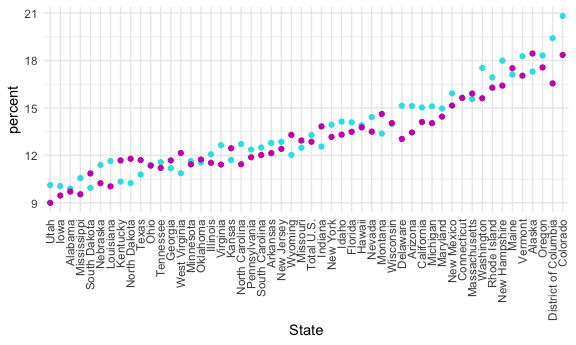 21
18
15
12
9
percent
Utah
Iowa
Alabama
Mississippi
South Dakota
Nebraska
Louisiana
Kentucky
North Dakota
Texas
Ohio
Tennessee
Georgia
West Virginia
Minnesota
Oklahoma
Illinois
Virginia
Kansas
North Carolina
Pennsylvania
South Carolina
Arkansas
New Jersey
Wyoming
Missouri
Total U.S.
Indiana
New York
Idaho
Florida
Hawaii
Nevada
Montana
Wisconsin
Delaware
Arizona
California
Michigan
Maryland
New Mexico
Connecticut
Massachusetts
Washington
Rhode Island
New Hampshire
Maine
Vermont
Alaska
Oregon
District of Columbia
Colorado
State